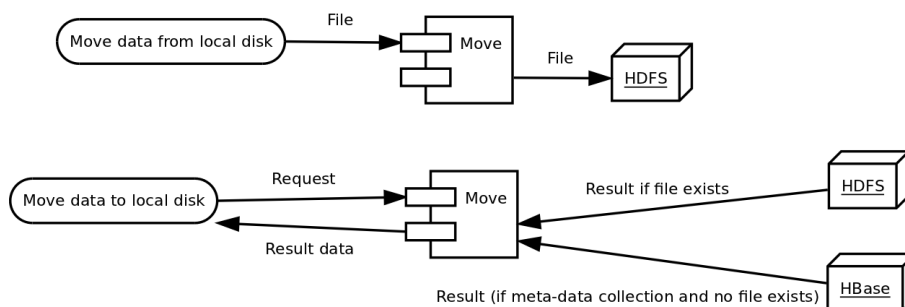 File
Move data from local disk
Move
File
HDFS
Request
Move data to local disk
Move
Result data
Result if file exists
HDFS
Result (if meta-data collection and no file exists)
HBase